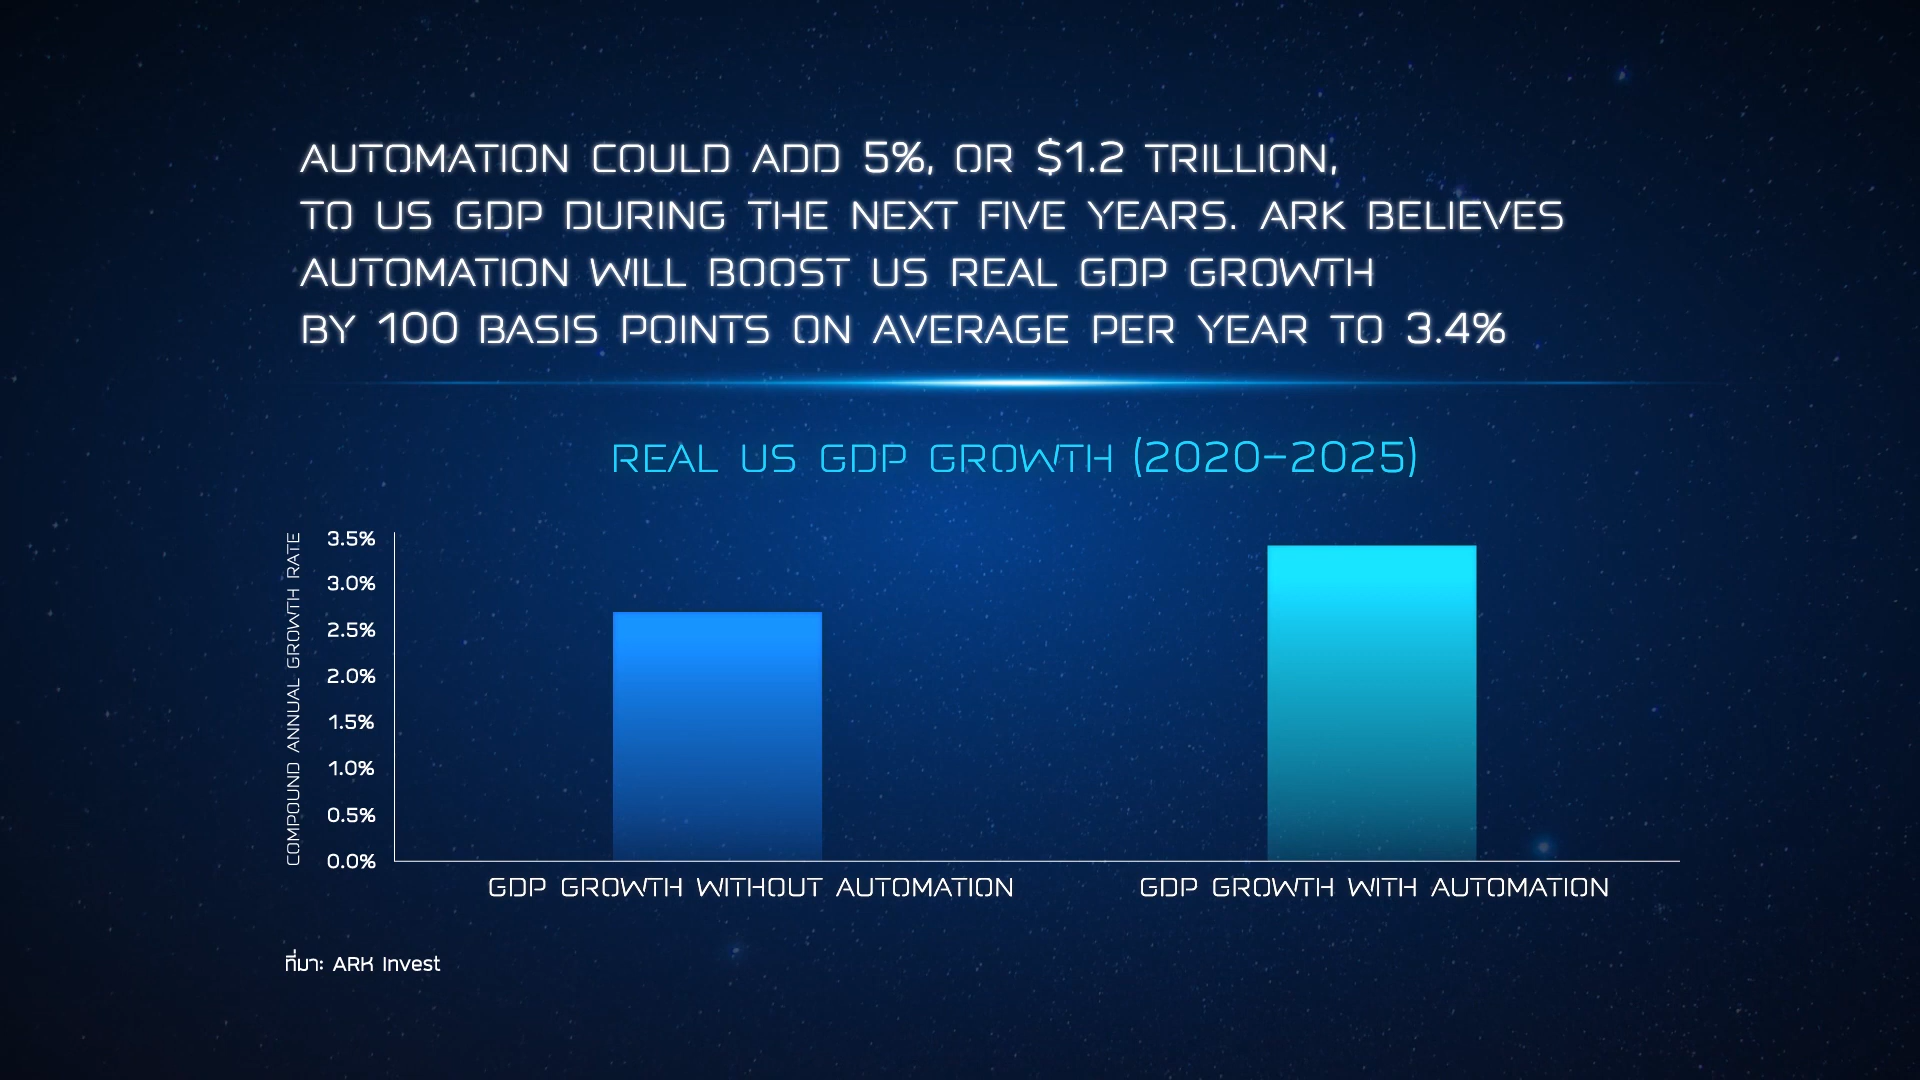 AUTOMATION COULD ADD 5%, OR $1.2 TRILLION,
TO US GDP DURING THE NEXT FIVE YEARS. ARK BELIEVES
AUTOMATION WILL BOOST US REAL GDP GROWTH
BY 100 BASIS POINTS ON AVERAGE PER YEAR TO 3.4%
REAL US GDP GROWTH (2020–2025)
COMPOUND ANNUAL GROWTH RATE
3.5%
3.0%
2.5%
2.0%
1.5%
1.0%
0.5%
0.0%
GDP GROWTH WITHOUT AUTOMATION
GDP GROWTH WITH AUTOMATION
ที่มา: ARK Invest